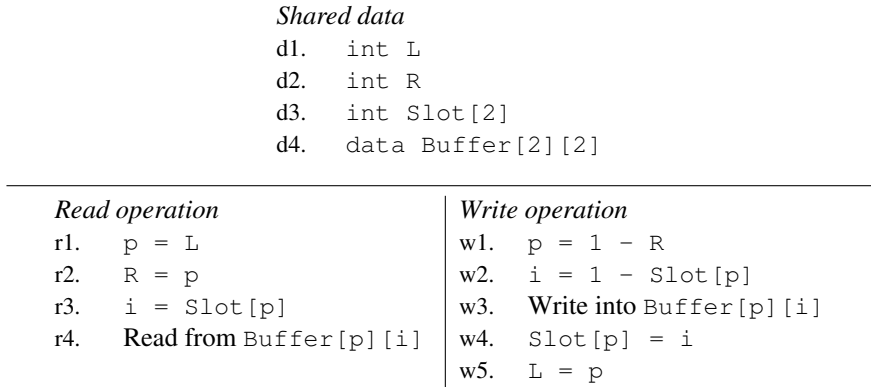 Shared data
d1. int L
d2. int R
d3. int Slot[2]
d4. data Buffer[2][2]
Read operation
r1. p = L
r2. R = p
r3. i = Slot[p]
r4. Read from Buffer[p][i]
Write operation
w1. p = 1 - R
w2. i = 1 - Slot[p]
w3. Write into Buffer[p][i]
w4. Slot[p] = i
w5. L = p